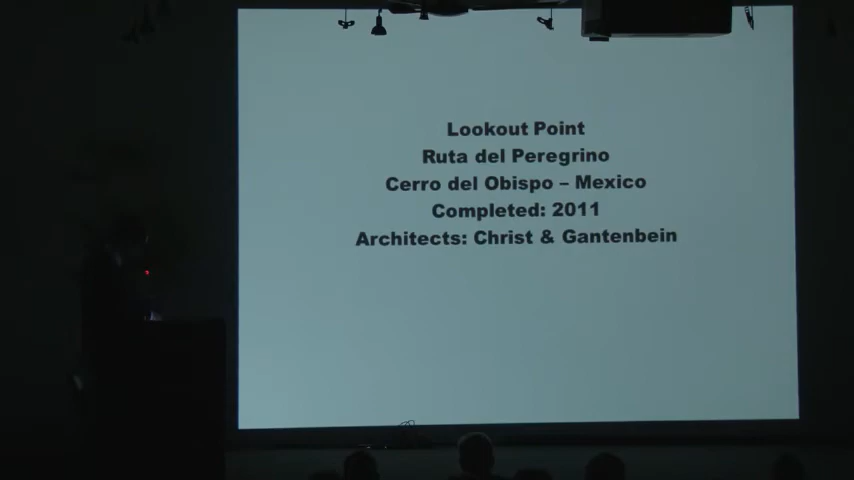 Lookout Point
Ruta del Peregrino
Cerro del Obispo – Mexico
Completed: 2011
Architects: Christ & Gantenbein